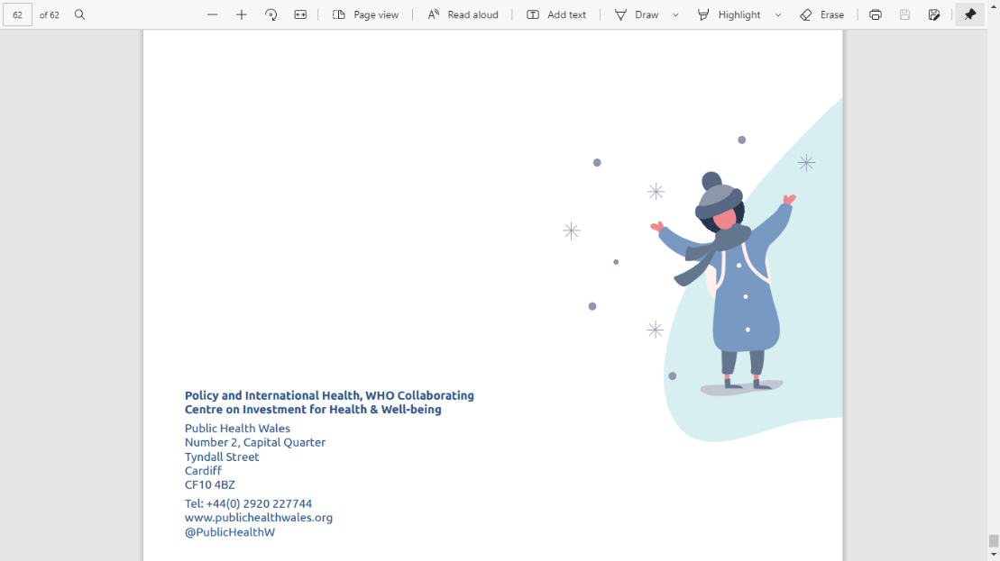 62 of 62 Page view Read aloud Add text Draw Highlight Erase
Policy and International Health, WHO Collaborating
Centre on Investment for Health & Well-being
Public Health Wales
Number 2, Capital Quarter
Tyndall Street
Cardiff
CF10 4BZ
Tel: +44(0) 2920 227744
www.publichealthwales.org
@PublicHealthW